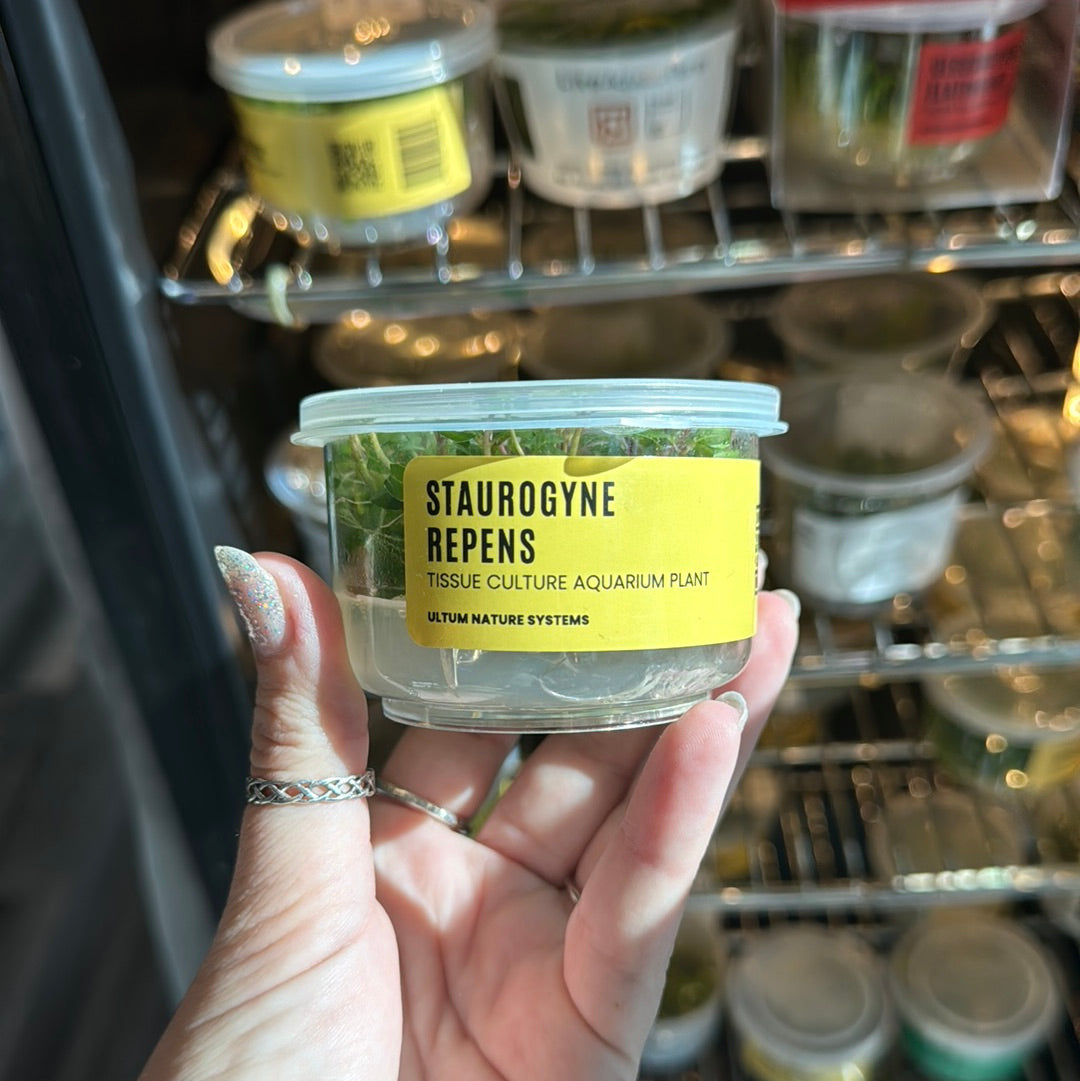 STAUROGYNE
REPENS
TISSUE CULTURE AQUARIUM PLANT
ULTUM NATURE SYSTEMS